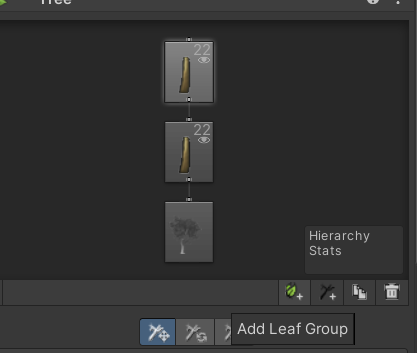 Tree
22
22
Hierarchy
Stats
Add Leaf Group